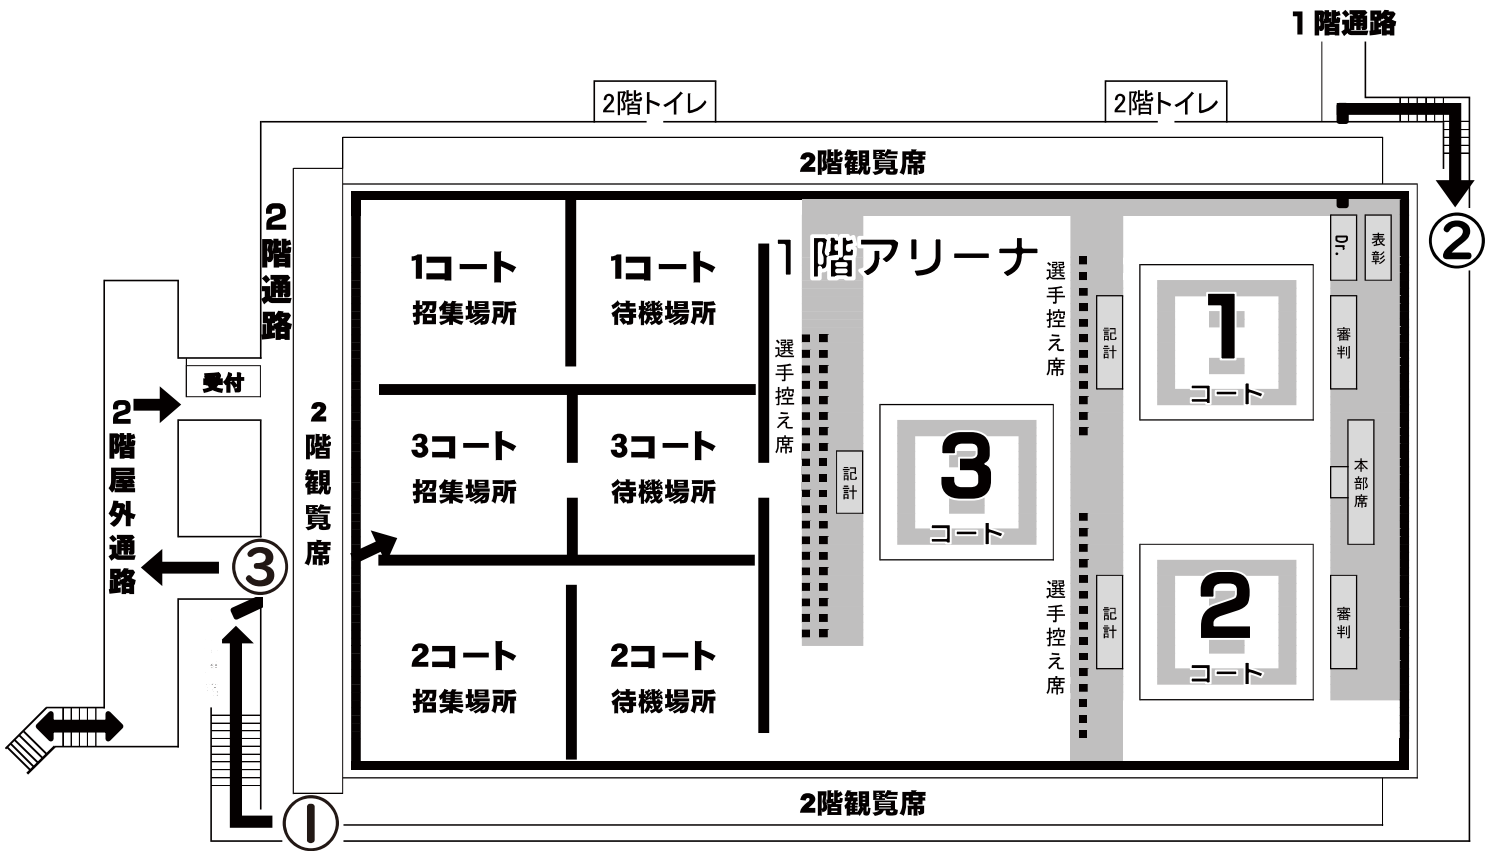 1階通路
2階トイレ
2階トイレ
2階観覧席
②
2階通路
1コート
招集場所
1コート
待機場所
1階アリーナ
選手控え席
選手控え席
記計
1
コート
Dr.
表彰
審判
受付
2階屋外通路
2階観覧席
3コート
招集場所
3コート
待機場所
記計
3
コート
本部席
③
2コート
招集場所
2コート
待機場所
選手控え席
記計
2
コート
審判
①
2階観覧席